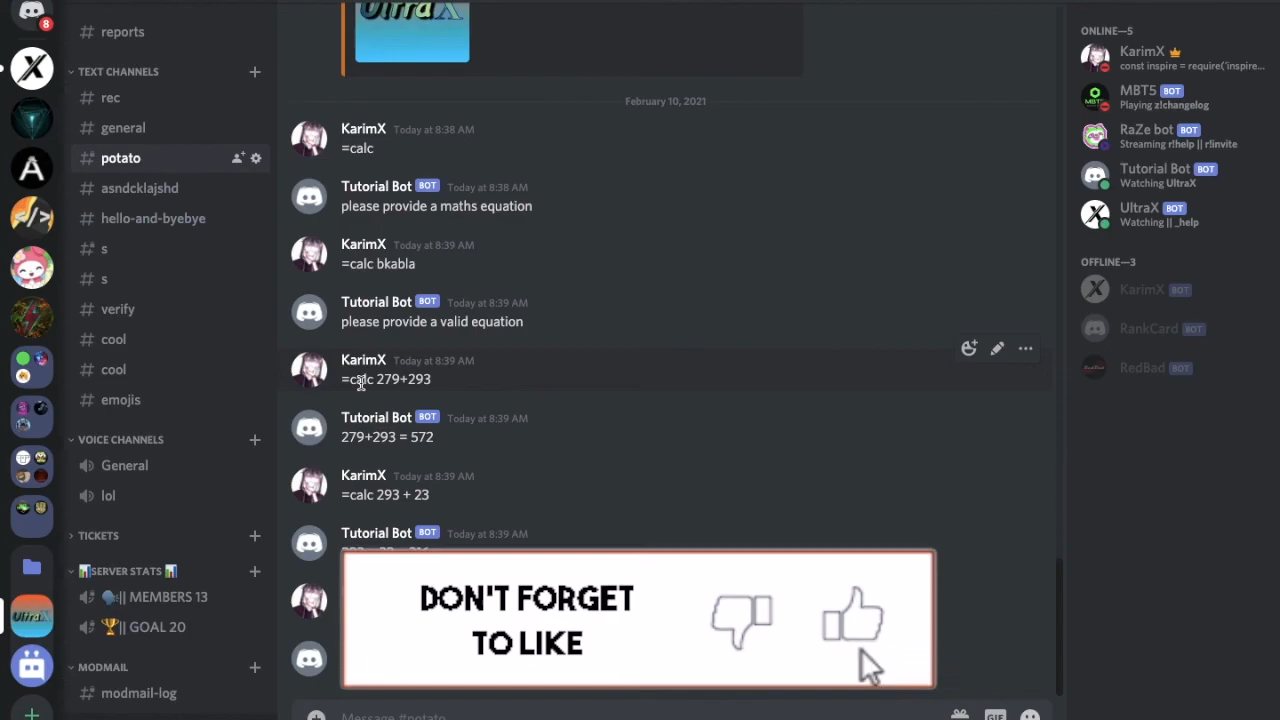 8
reports
TEXT CHANNELS
rec
general
potato
asndcklajshd
hello-and-byebye
s
s
verify
cool
cool
emojis
VOICE CHANNELS
General
lol
TICKETS
📊SERVER STATS 📊
🗣|| MEMBERS 13
🏆|| GOAL 20
MODMAIL
modmail-log
UltraX
UltraX
February 10, 2021
KarimX Today at 8:38 AM
=calc
Tutorial Bot BOT Today at 8:38 AM
please provide a maths equation
KarimX Today at 8:39 AM
=calc bkabla
Tutorial Bot BOT Today at 8:39 AM
please provide a valid equation
KarimX Today at 8:39 AM
=calc 279+293
Tutorial Bot BOT Today at 8:39 AM
279+293 = 572
KarimX Today at 8:39 AM
=calc 293 + 23
Tutorial Bot BOT Today at 8:39 AM
DON'T FORGET
TO LIKE
Message #potato
GIF
ONLINE—5
KarimX
const inspire = require('inspire...
MBT5 BOT
Playing z!changelog
RaZe bot BOT
Streaming r!help || r!invite
Tutorial Bot BOT
Watching UltraX
UltraX BOT
Watching || _help
OFFLINE—3
KarimX BOT
RankCard BOT
RedBad BOT